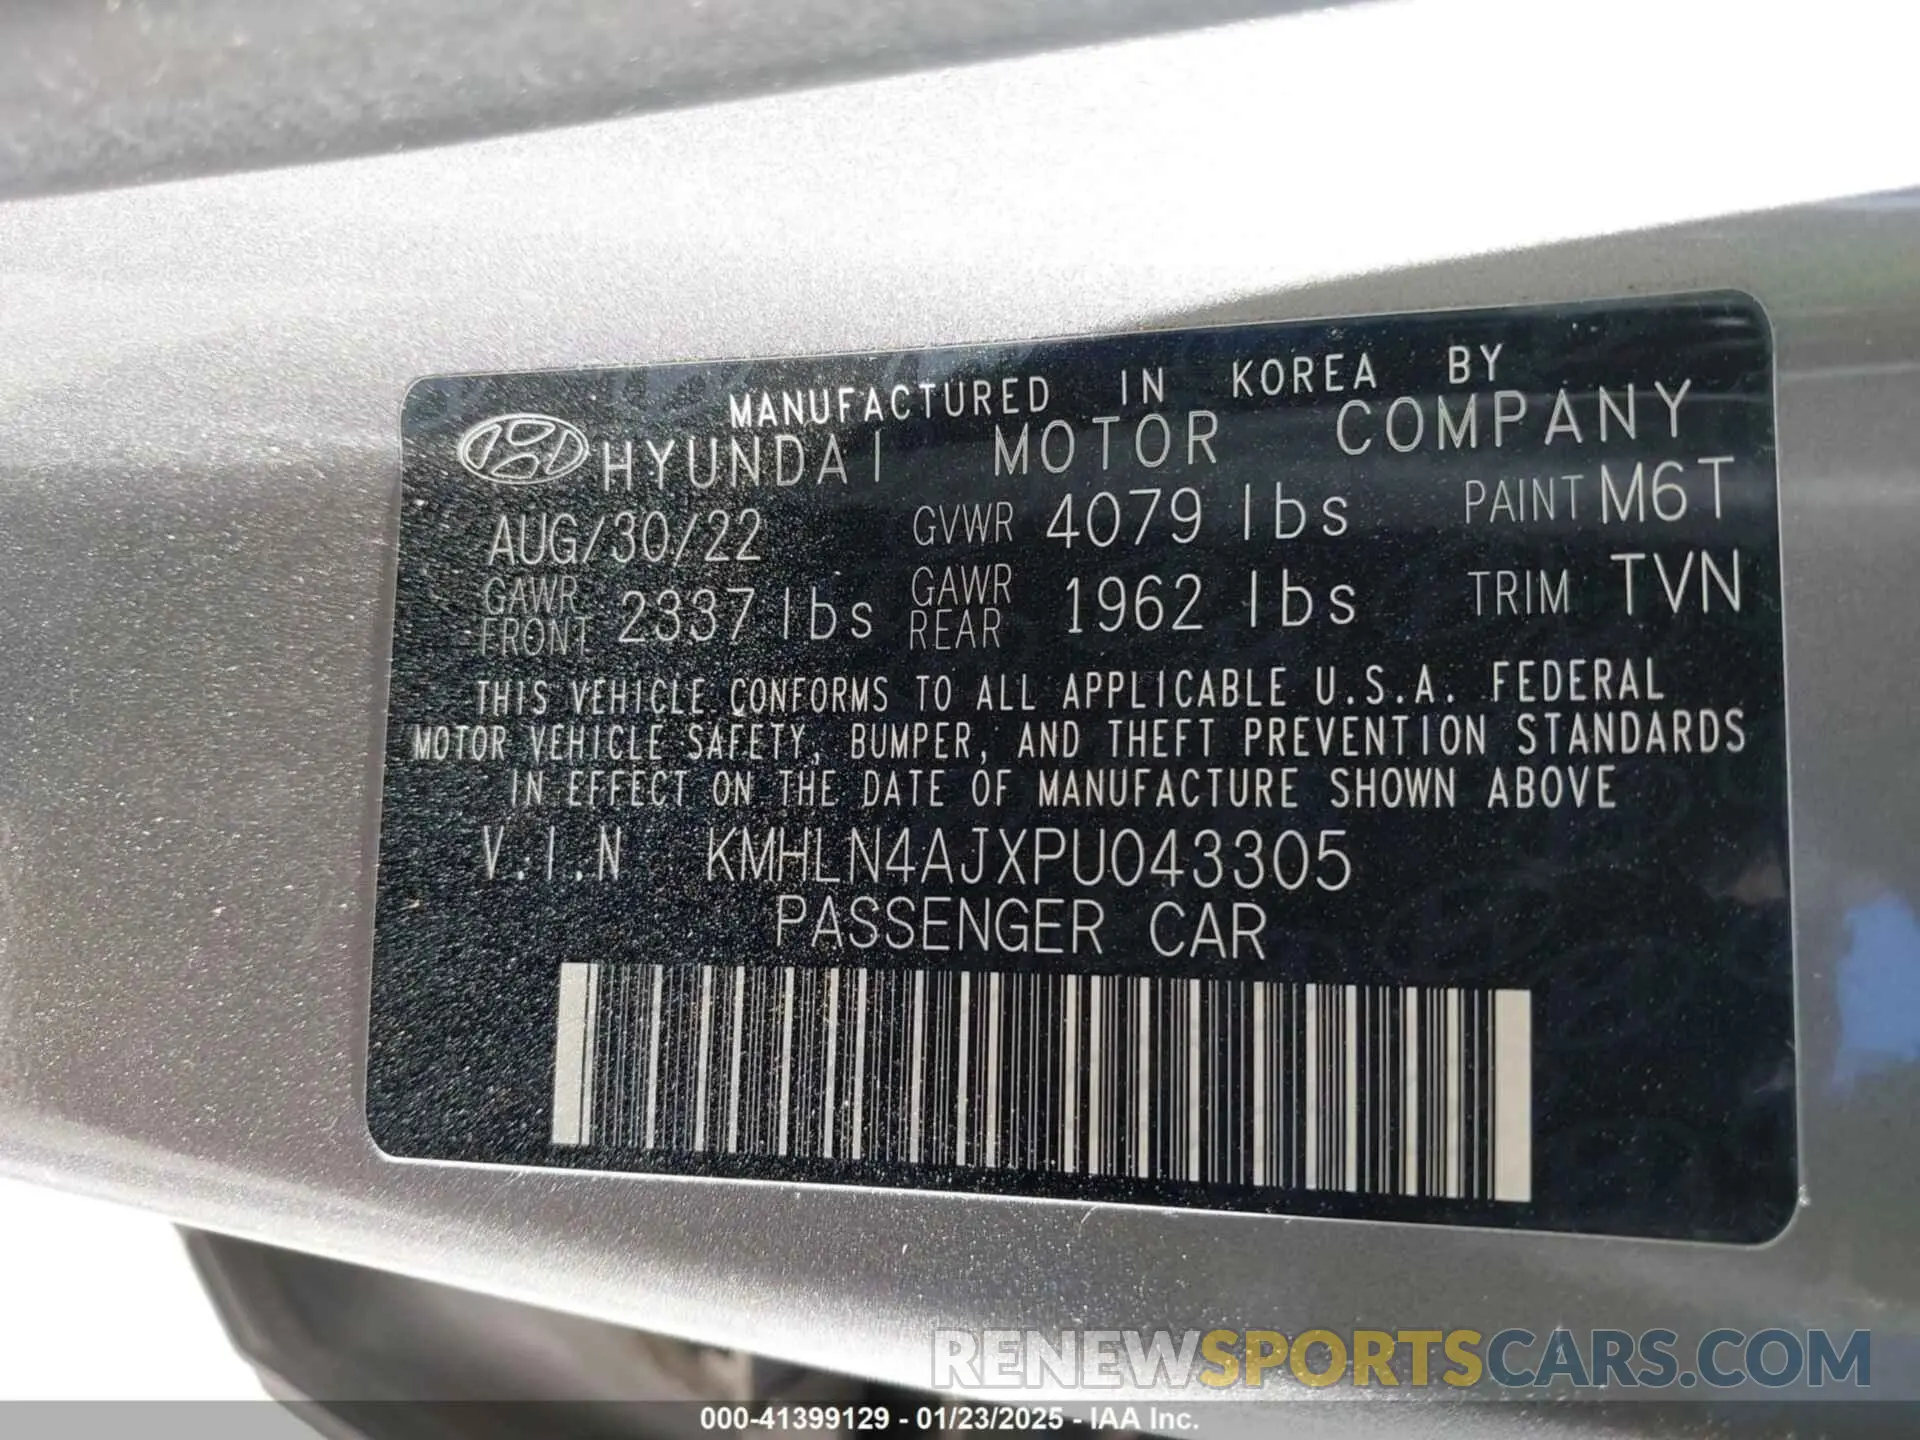 MANUFACTURED IN KOREA BY
HYUNDAI MOTOR COMPANY
AUG/30/22 GVWR 4079 lbs PAINT M6T
GAWR FRONT 2337 lbs GAWR REAR 1962 lbs TRIM TVN
THIS VEHICLE CONFORMS TO ALL APPLICABLE U.S.A. FEDERAL
MOTOR VEHICLE SAFETY, BUMPER, AND THEFT PREVENTION STANDARDS
IN EFFECT ON THE DATE OF MANUFACTURE SHOWN ABOVE
V.I.N KMHLN4AJXPU043305
PASSENGER CAR
RENEWSPORTSCARS.COM
000-41399129 - 01/23/2025 - IAA Inc.